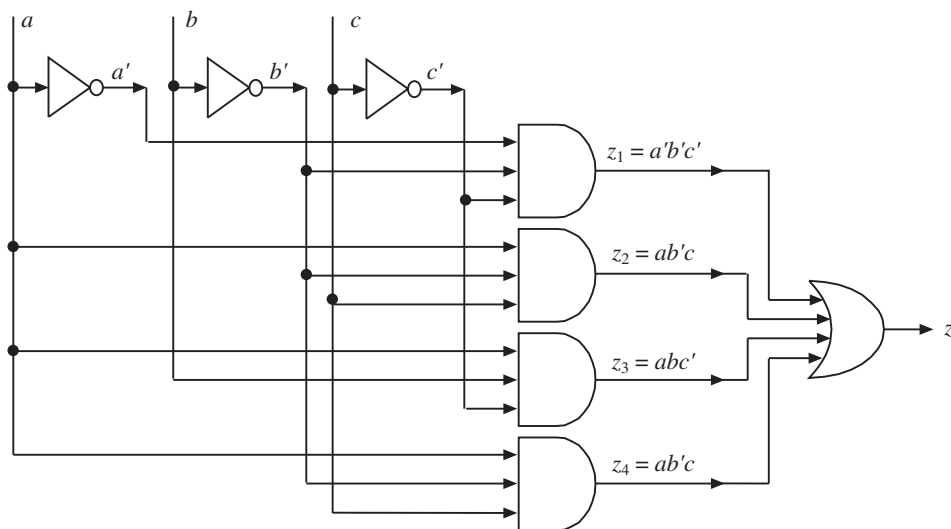 a b c
a' b' c'
z1 = a'b'c'
z2 = ab'c
z
z3 = abc'
z4 = ab'c